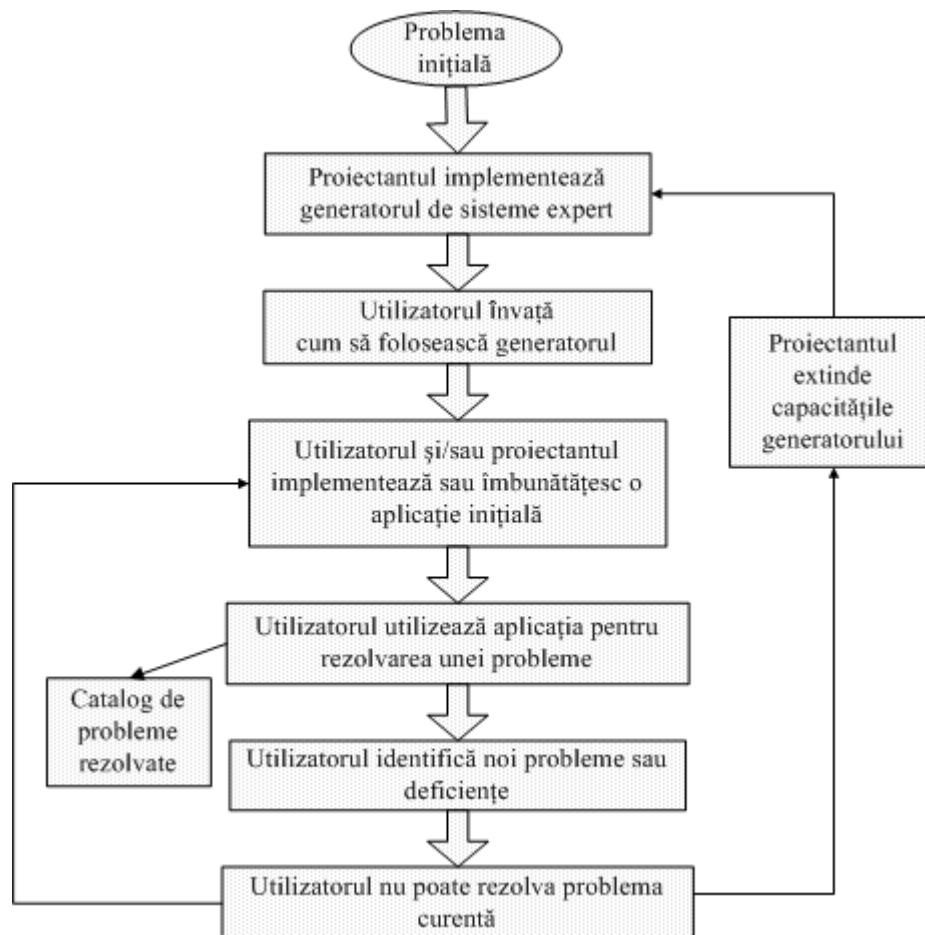 Problema
inițială
Proiectantul implementează
generatorul de sisteme expert
Utilizatorul învață
cum să folosească generatorul
Proiectantul
extinde
capacitățile
generatorului
Utilizatorul și/sau proiectantul
implementează sau îmbunătățesc o
aplicație inițială
Utilizatorul utilizează aplicația pentru
rezolvarea unei probleme
Catalog de
probleme
rezolvate
Utilizatorul identifică noi probleme sau
deficiențe
Utilizatorul nu poate rezolva problema
curentă